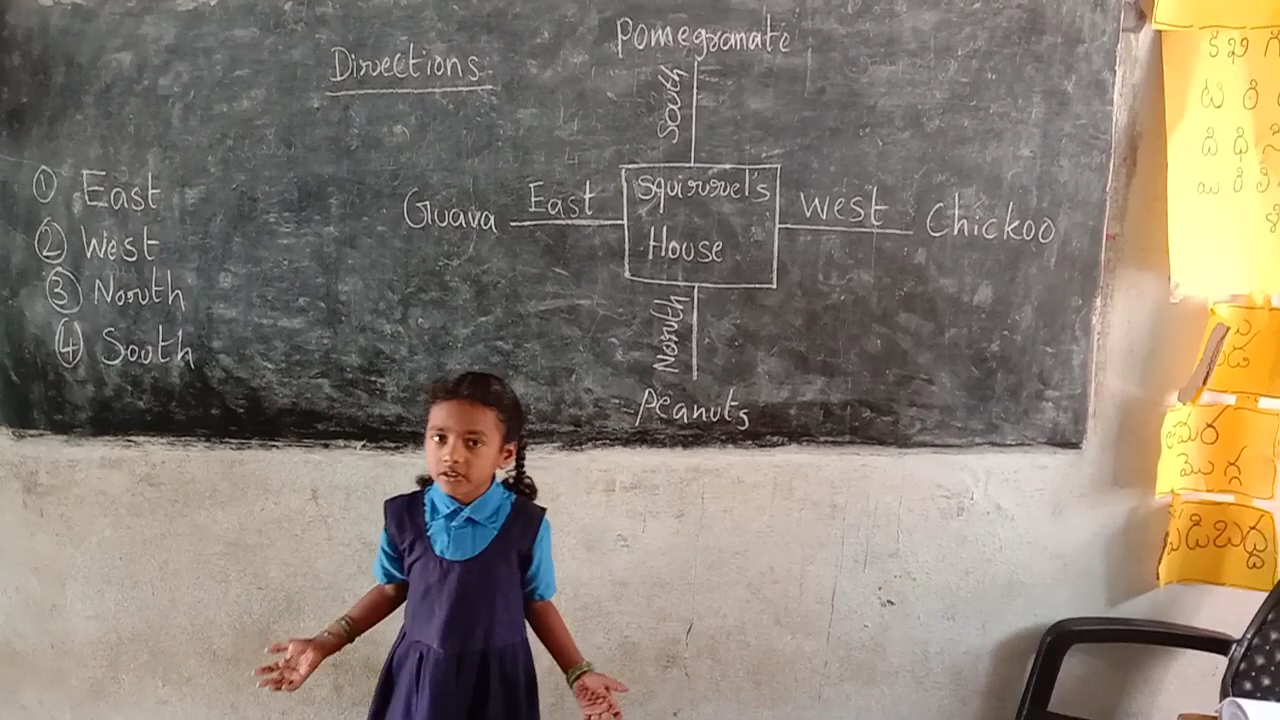 Directions
① East
② West
③ North
④ South
Pomegranate
South
Guava
East
Squirrel's
House
West
Chickoo
North
Peanuts
కి ఖి గి
టి ఠి
ది ధి ని
యి రి లి
మొగ్గ